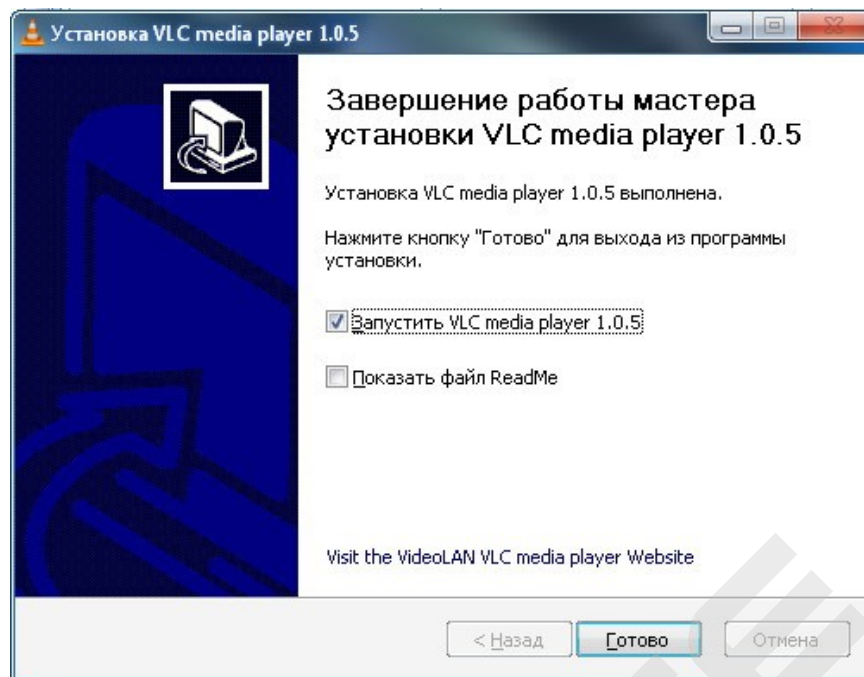 Установка VLC media player 1.0.5
Завершение работы мастера
установки VLC media player 1.0.5
Установка VLC media player 1.0.5 выполнена.
Нажмите кнопку "Готово" для выхода из программы
установки.
Запустить VLC media player 1.0.5
Показать файл ReadMe
Visit the VideoLAN VLC media player Website
< Назад Готово Отмена